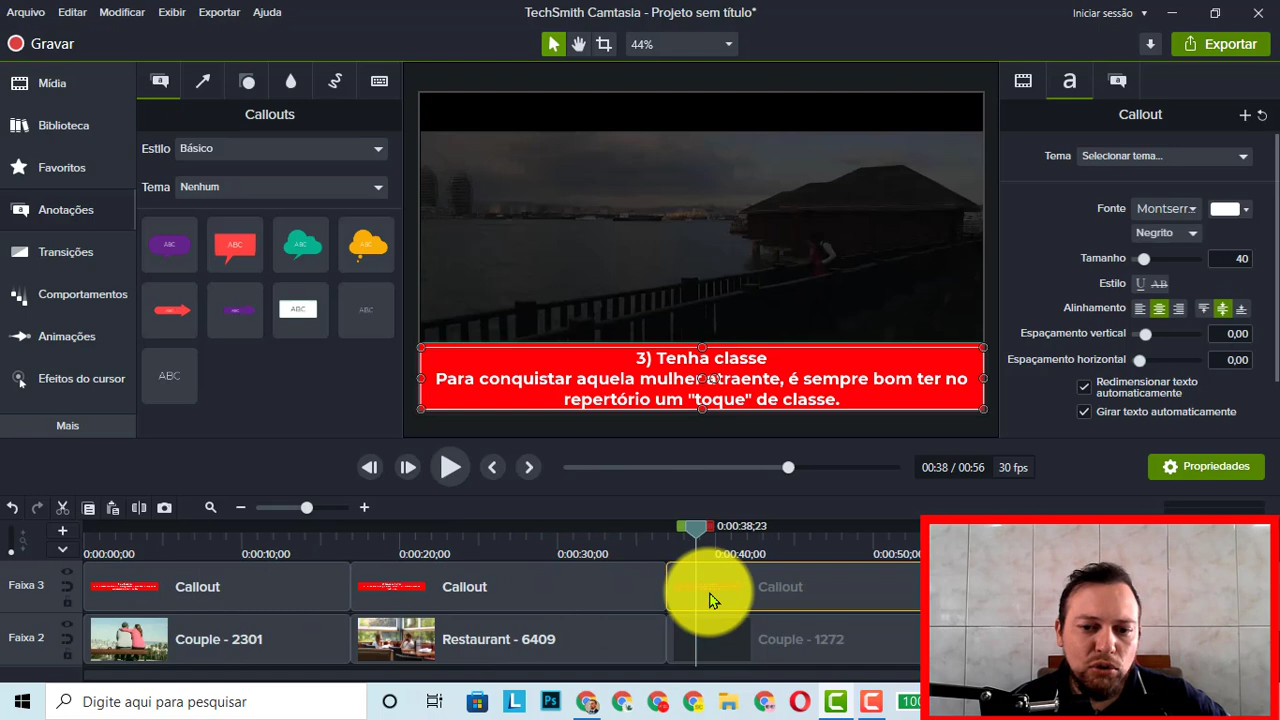 Arquivo Editar Modificar Exibir Exportar Ajuda TechSmith Camtasia - Projeto sem título* Iniciar sessão
Gravar 44% Exportar
Mídia
Biblioteca
Favoritos
Anotações
Transições
Comportamentos
Animações
Efeitos do cursor
Mais
Callouts
Estilo Básico
Tema Nenhum
ABC ABC ABC ABC
ABC ABC
ABC
3) Tenha classe
Para conquistar aquela mulher atraente, é sempre bom ter no
repertório um "toque" de classe.
Callout
Tema Selecionar tema...
Fonte Montserr...
Negrito
Tamanho 40
Estilo U AB
Alinhamento
Espaçamento vertical 0,00
Espaçamento horizontal 0,00
Redimensionar texto
automaticamente
Girar texto automaticamente
00:38 / 00:56 30 fps Propriedades
0:00:38;23
0:00:00;00 0:00:10;00 0:00:20;00 0:00:30;00 0:00:40;00 0:00:50;00
Faixa 3 Callout Callout Callout
Faixa 2 Couple - 2301 Restaurant - 6409 Couple - 1272
Digite aqui para pesquisar L Ps 100